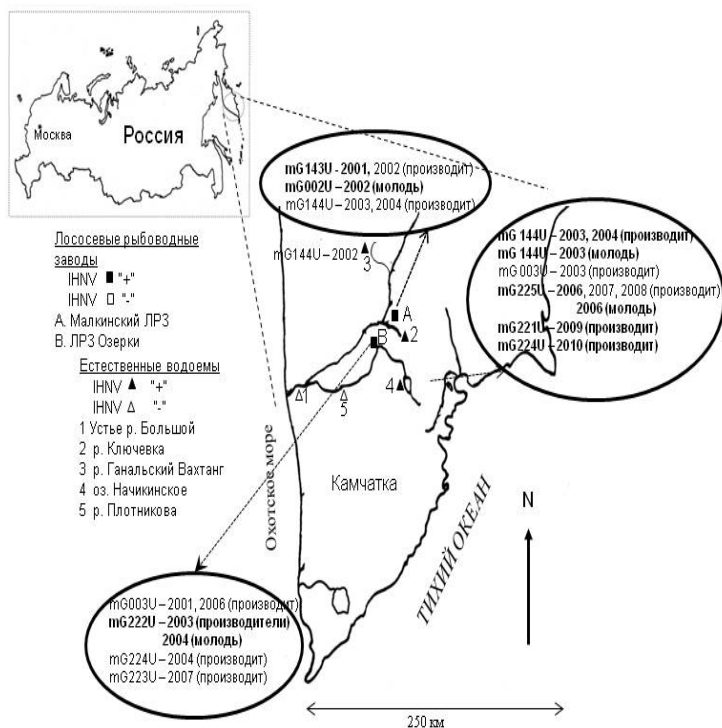 Москва
Россия
mG143U - 2001, 2002 (производит)
mG002U – 2002 (молодь)
mG144U – 2003, 2004 (производит)
Лососевые рыбоводные
заводы
IHNV ■ "+"
IHNV □ "-"
А. Малкинский ЛРЗ
В. ЛРЗ Озерки
Естественные водоемы
IHNV ▲ "+"
IHNV △ "-"
1 Устье р. Большой
2 р. Ключевка
3 р. Ганальский Вахтанг
4 оз. Начикинское
5 р. Плотникова
mG144U – 2002
3
A
2
B
1
5
4
mG 144U – 2003, 2004 (производит)
mG 144U – 2003 (молодь)
mG 003U – 2003 (производит)
mG225U – 2006, 2007, 2008 (производит)
2006 (молодь)
mG221U – 2009 (производит)
mG224U – 2010 (производит)
Охотское море
Камчатка
ТИХИЙ ОКЕАН
N
mG003U – 2001, 2006 (производит)
mG222U – 2003 (производители)
2004 (молодь)
mG224U – 2004 (производит)
mG223U – 2007 (производит)
250 км